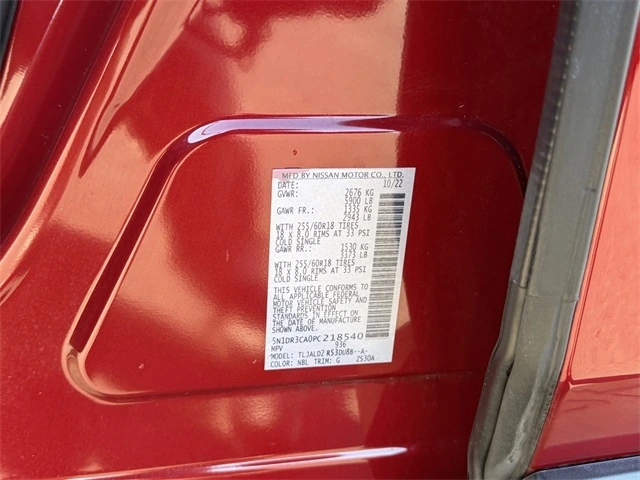 MFD BY NISSAN MOTOR CO., LTD.
DATE: 10/22
GVWR: 2676 KG
5900 LB
GAWR FR.: 1335 KG
2943 LB
WITH 255/60R18 TIRES
18 X 8.0 RIMS AT 33 PSI
COLD SINGLE
GAWR RR.: 1530 KG
3373 LB
WITH 255/60R18 TIRES
18 X 8.0 RIMS AT 33 PSI
COLD SINGLE
THIS VEHICLE CONFORMS TO
ALL APPLICABLE FEDERAL
MOTOR VEHICLE SAFETY AND
THEFT PREVENTION
STANDARDS IN EFFECT ON
THE DATE OF MANUFACTURE
SHOWN ABOVE.
5N1DR3CA0PC218540
MPV 936
MODEL: TLJALDZ R53DUBB--A-
COLOR: NBL TRIM: G ZS30A